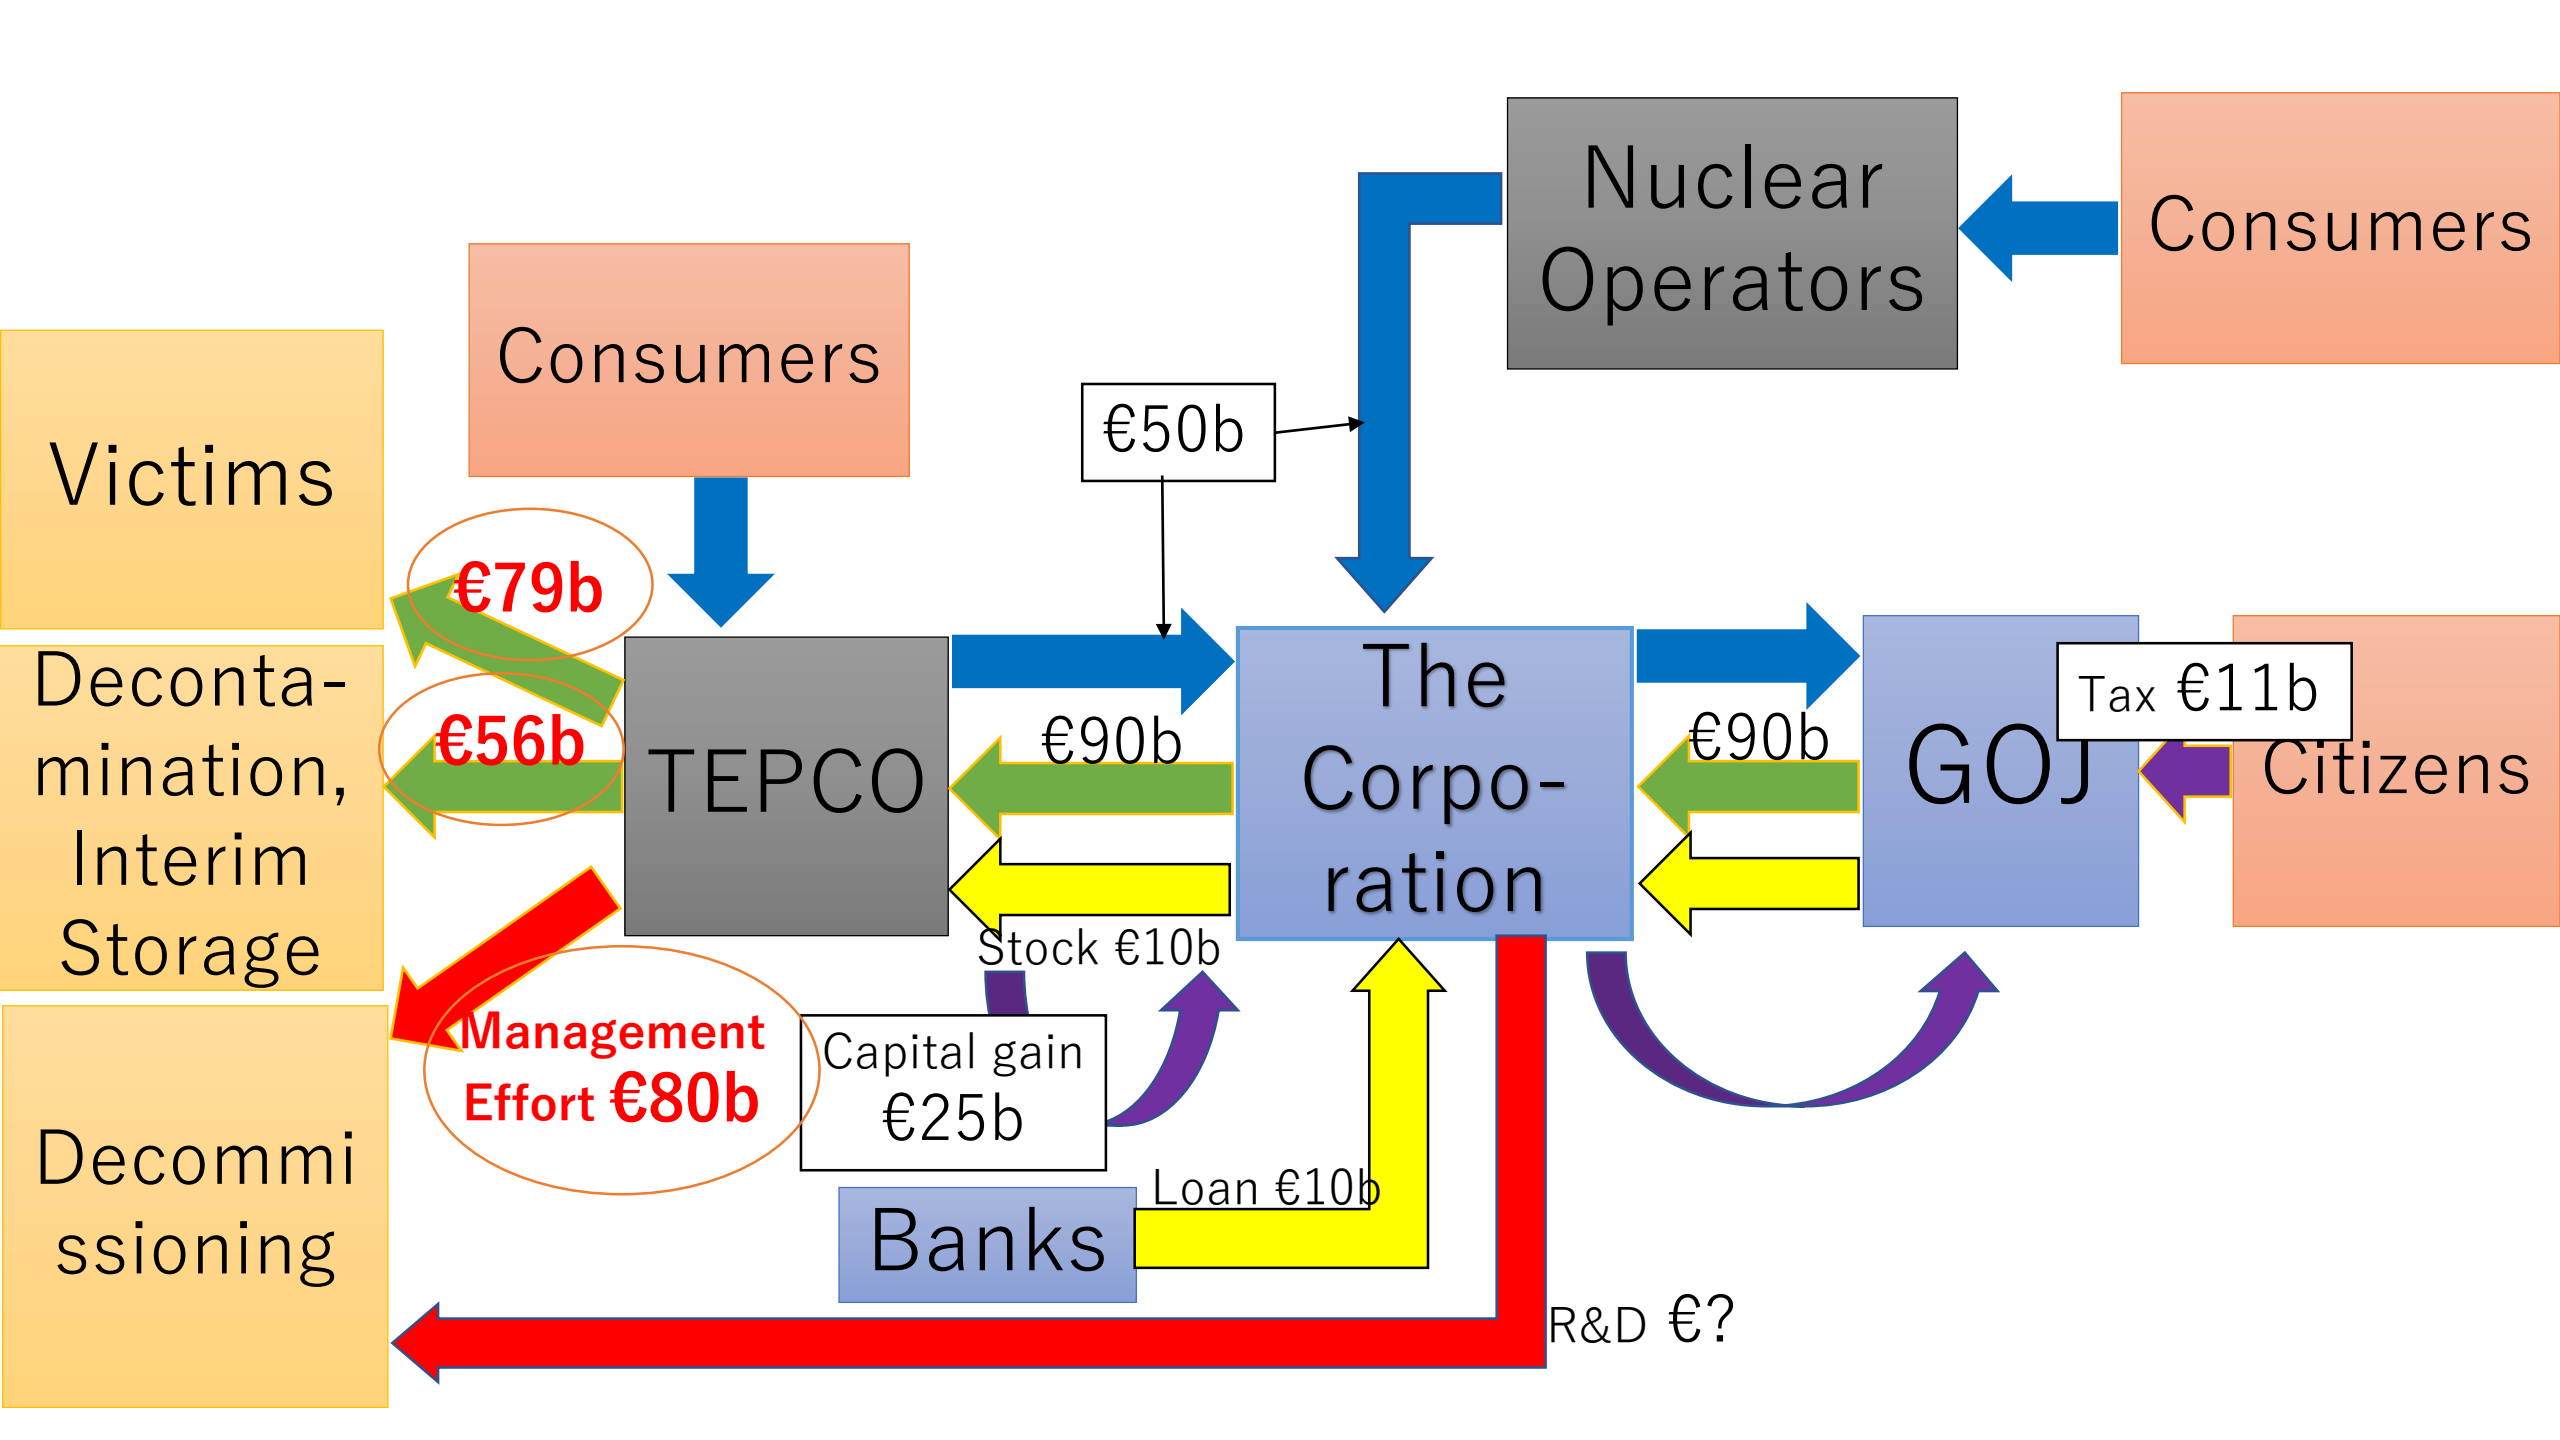 Nuclear
Operators
Consumers
Consumers
€50b
Victims
€79b
Deconta-
mination,
Interim
Storage
€56b
TEPCO
€90b
The
Corpo-
ration
€90b
GOJ
Tax €11b
Citizens
Stock €10b
Management
Effort €80b
Capital gain
€25b
Decommi
ssioning
Banks
Loan €10b
R&D €?